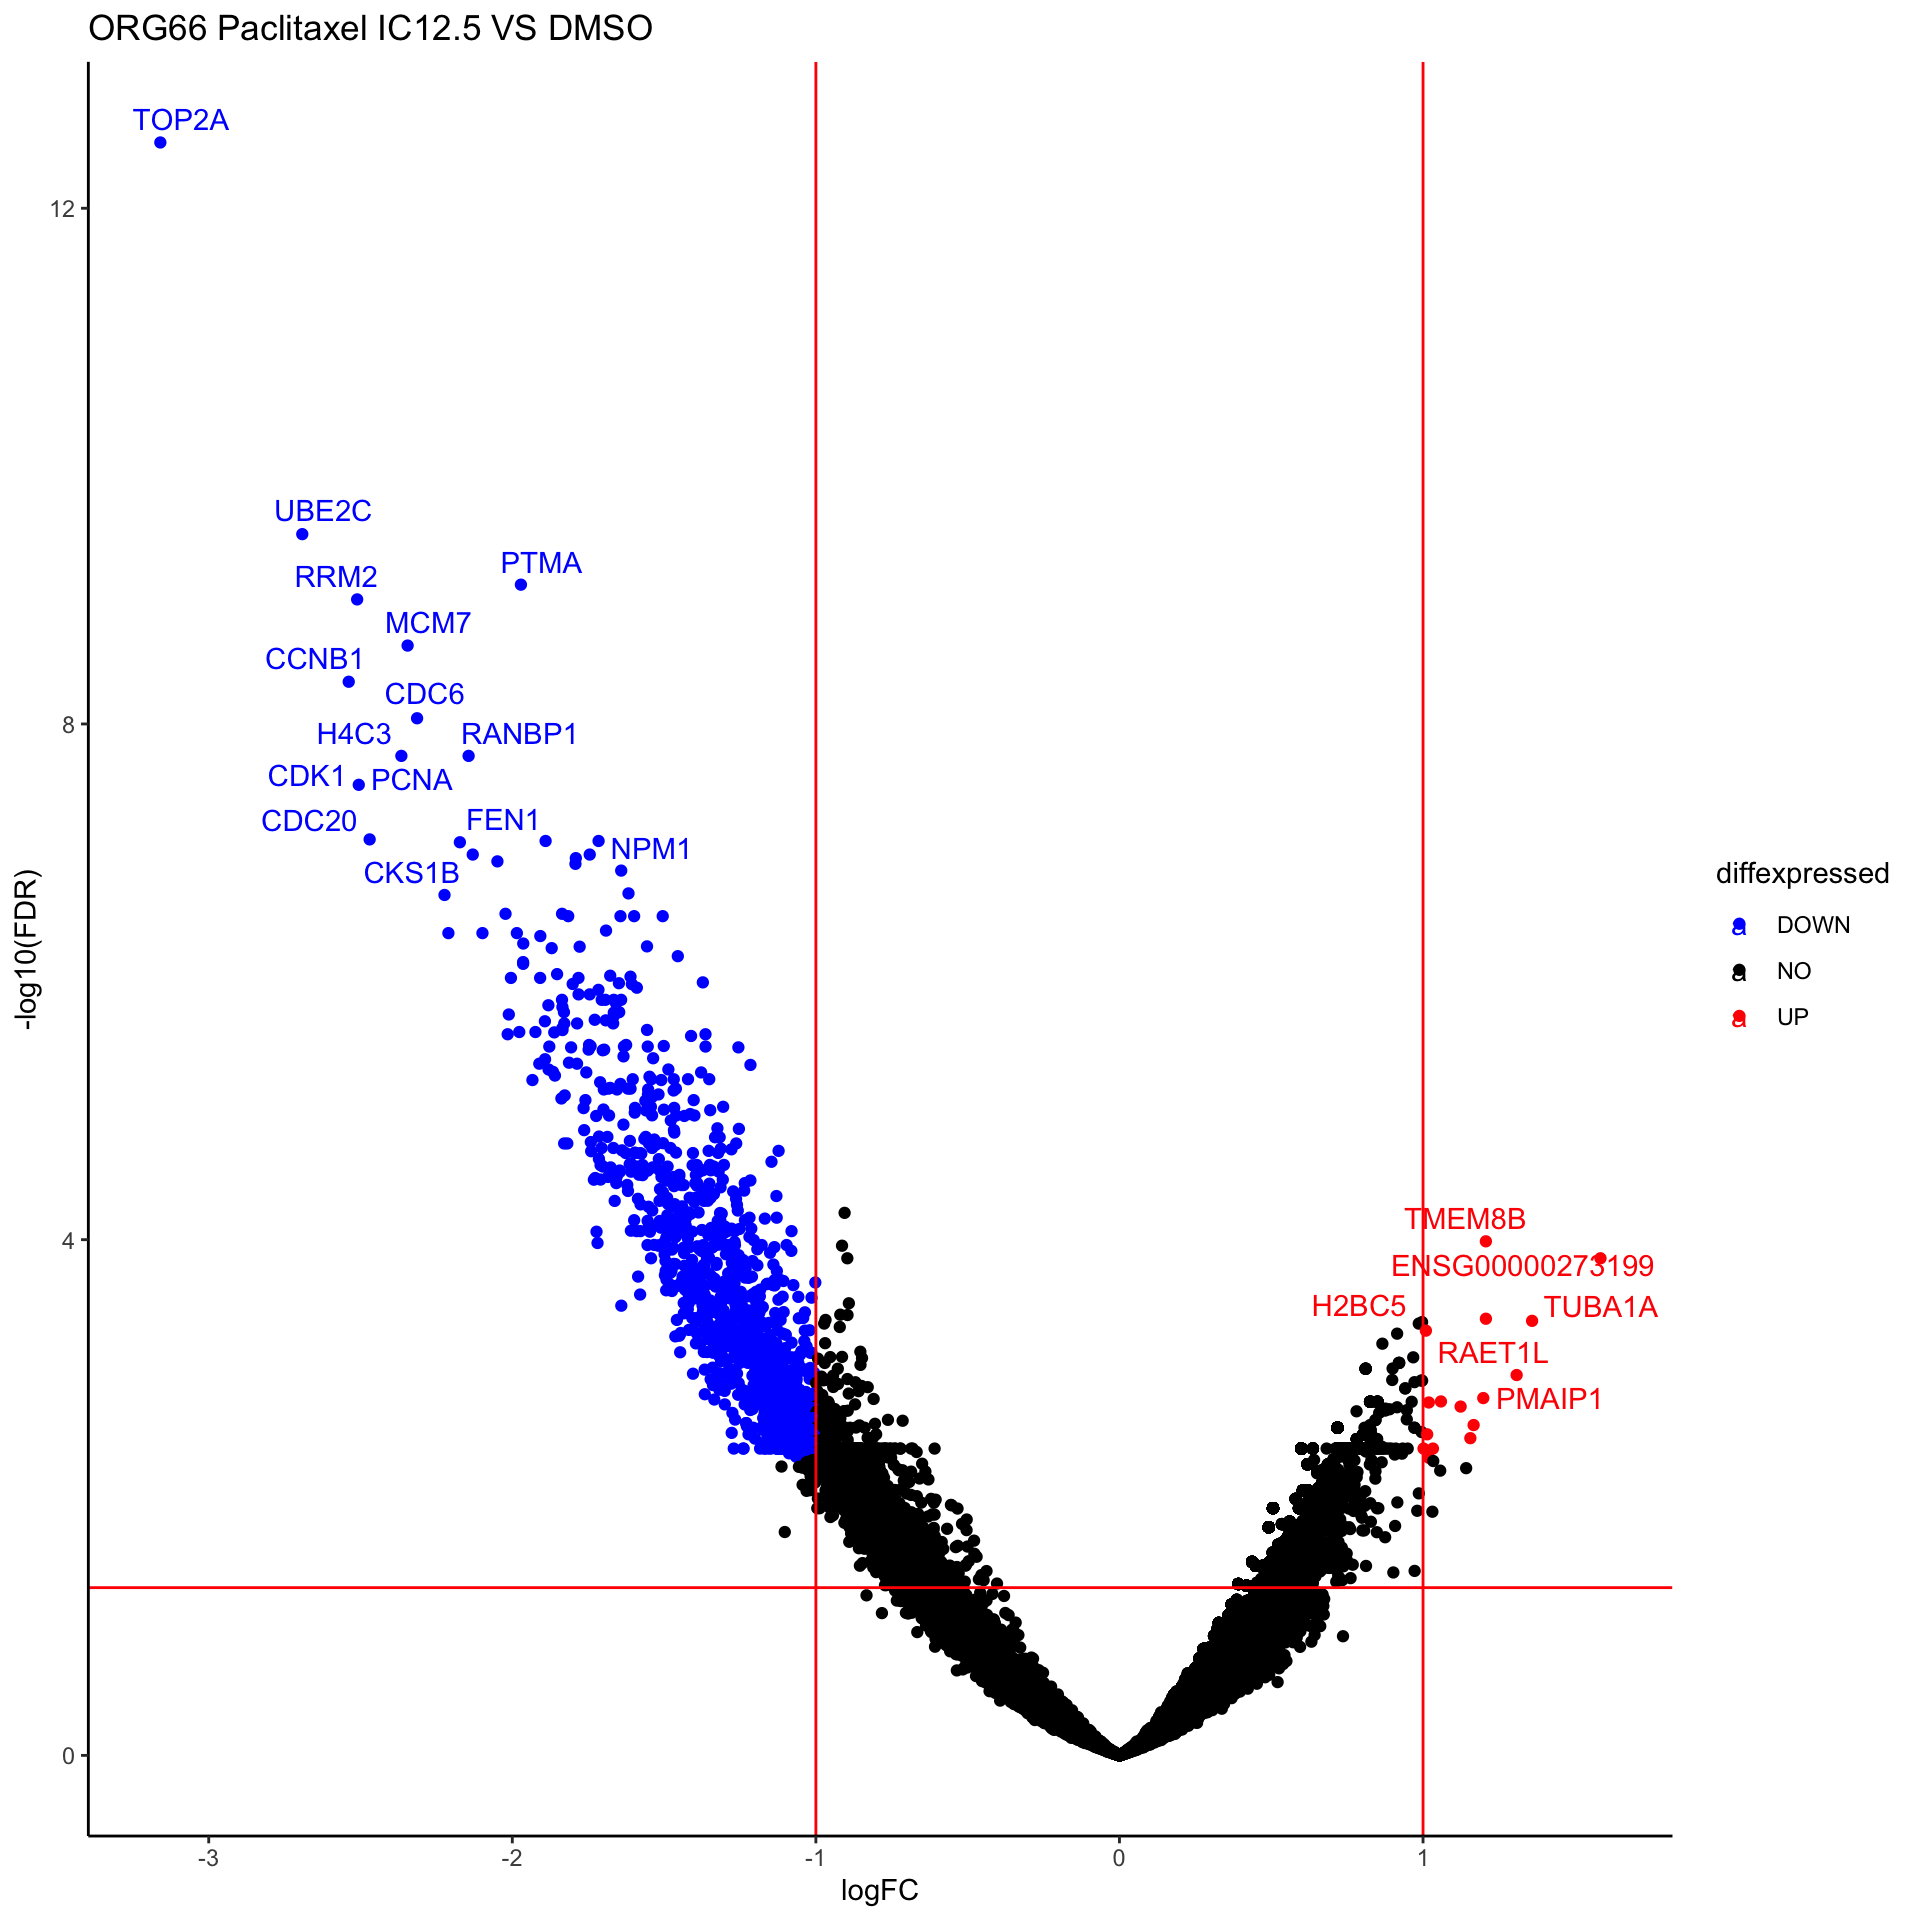 ORG66 Paclitaxel IC12.5 VS DMSO
TOP2A
12
UBE2C
PTMA
RRM2
MCM7
CCNB1
CDC6
8
H4C3
RANBP1
CDK1
PCNA
CDC20
FEN1
NPM1
CKS1B
-log10(FDR)
diffexpressed
a DOWN
a NO
a UP
4
TMEM8B
ENSG00000273199
H2BC5
TUBA1A
RAET1L
PMAIP1
0
-3
-2
-1
0
1
logFC